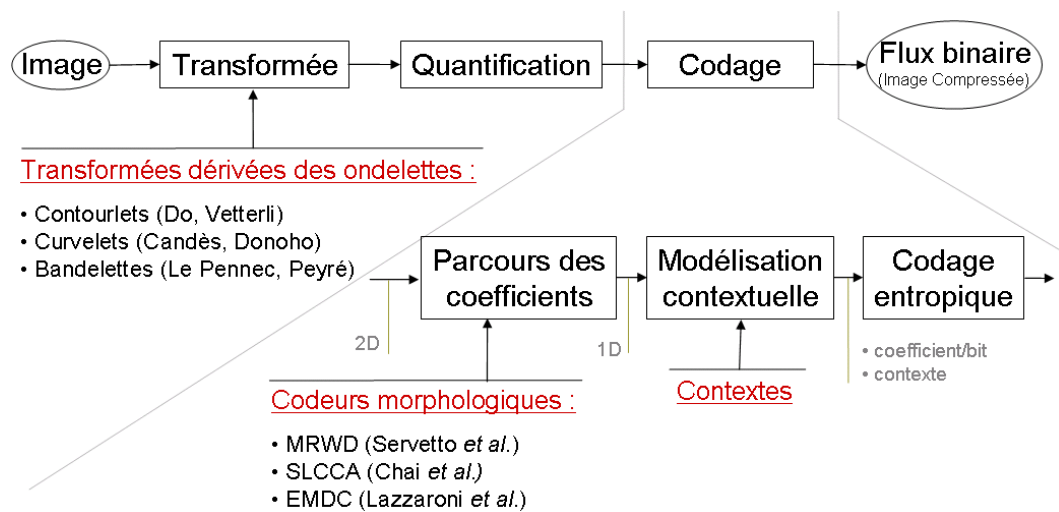 Image
Transformée
Quantification
Codage
Flux binaire
(Image Compressée)
Transformées dérivées des ondelettes :
• Contourlets (Do, Vetterli)
• Curvelets (Candès, Donoho)
• Bandelettes (Le Pennec, Peyré)
Parcours des
coefficients
Modélisation
contextuelle
Codage
entropique
2D
1D
• coefficient/bit
• contexte
Codeurs morphologiques :
Contextes
• MRWD (Servetto et al.)
• SLCCA (Chai et al.)
• EMDC (Lazzaroni et al.)